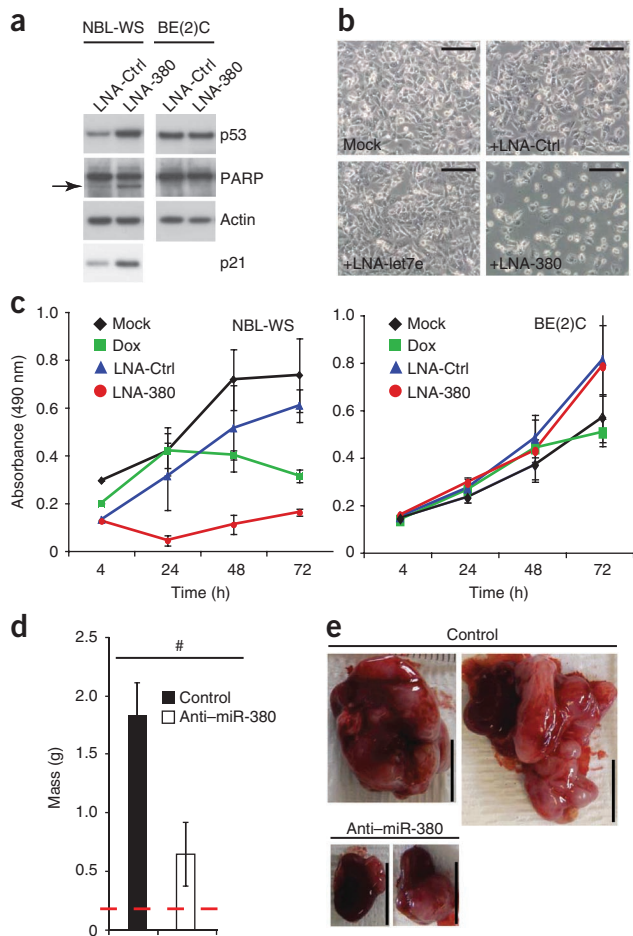 a
NBL-WS BE(2)C
LNA-Ctrl LNA-380 LNA-Ctrl LNA-380
p53
PARP
Actin
p21
b
Mock
+LNA-Ctrl
+LNA-let7e
+LNA-380
c
NBL-WS
Mock
Dox
LNA-Ctrl
LNA-380
Absorbance (490 nm)
1.0
0.8
0.6
0.4
0.2
0
4 24 48 72
Time (h)
BE(2)C
Mock
Dox
LNA-Ctrl
LNA-380
1.0
0.8
0.6
0.4
0.2
0
4 24 48 72
Time (h)
d
#
Control
Anti–miR-380
Mass (g)
2.5
2.0
1.5
1.0
0.5
0
e
Control
Anti–miR-380